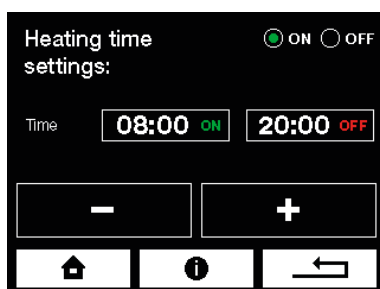 Heating time
settings:
ON OFF
Time 08:00 ON 20:00 OFF
− +
i